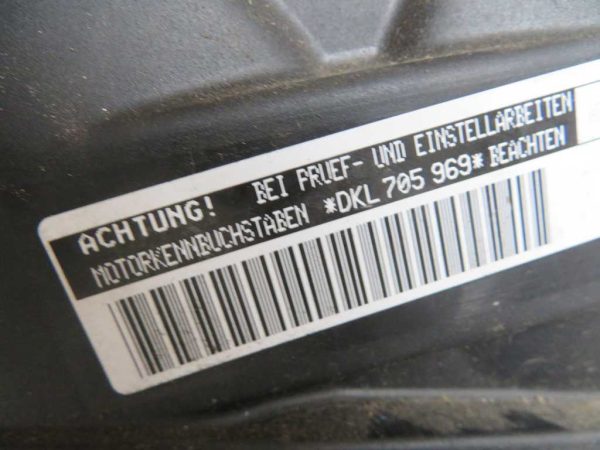 ACHTUNG! BEI PRUEF- UND EINSTELLARBEITEN
MOTORKENNBUCHSTABEN *DKL 705 969* BEACHTEN